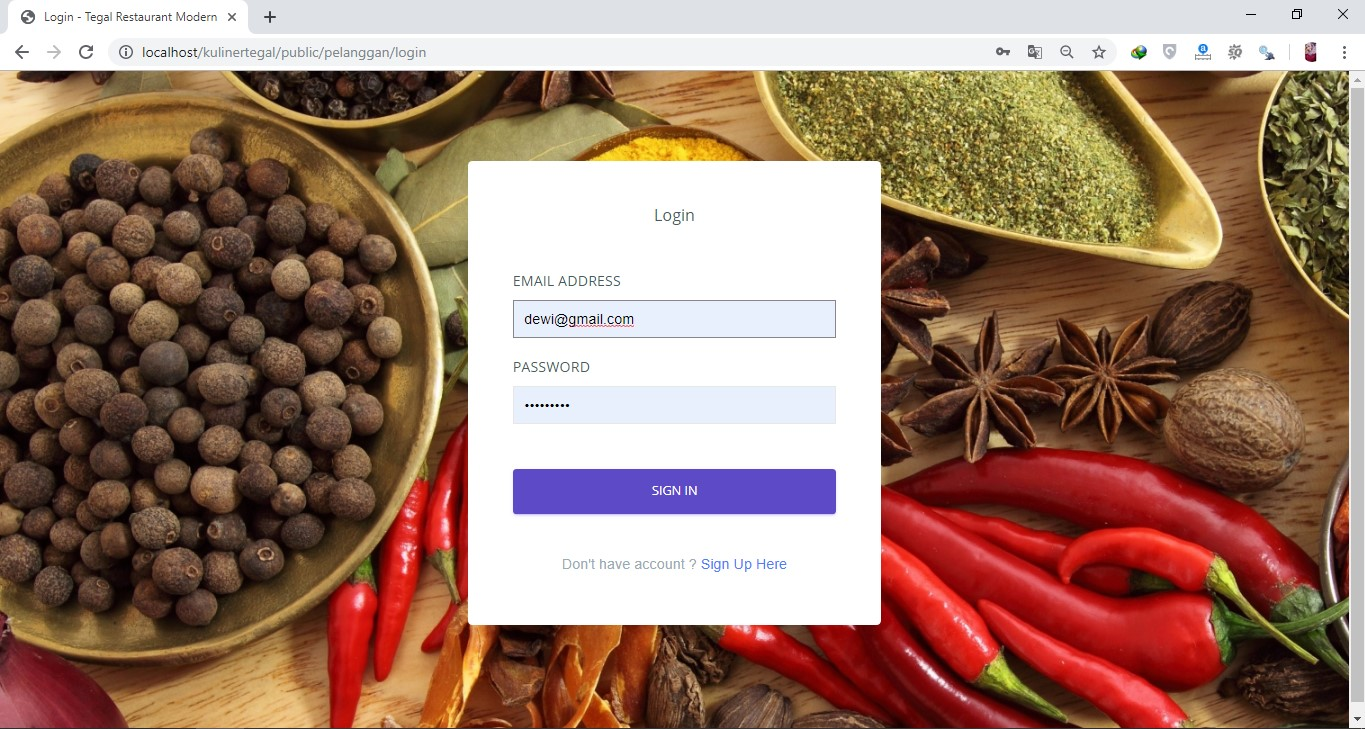 Login - Tegal Restaurant Modern
localhost/kulinertegal/public/pelanggan/login
Login
EMAIL ADDRESS
dewi@gmail.com
PASSWORD
•••••••••
SIGN IN
Don't have account ? Sign Up Here